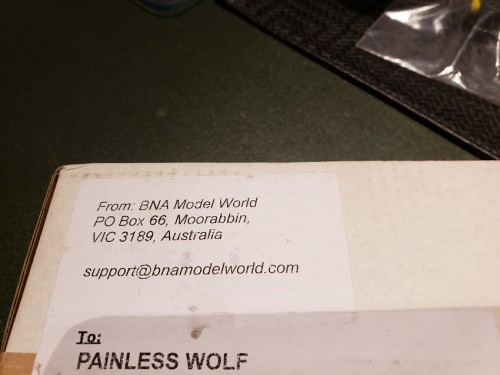 From: BNA Model World
PO Box 66, Moorabbin,
VIC 3189, Australia
support@bnamodelworld.com
To:
PAINLESS WOLF